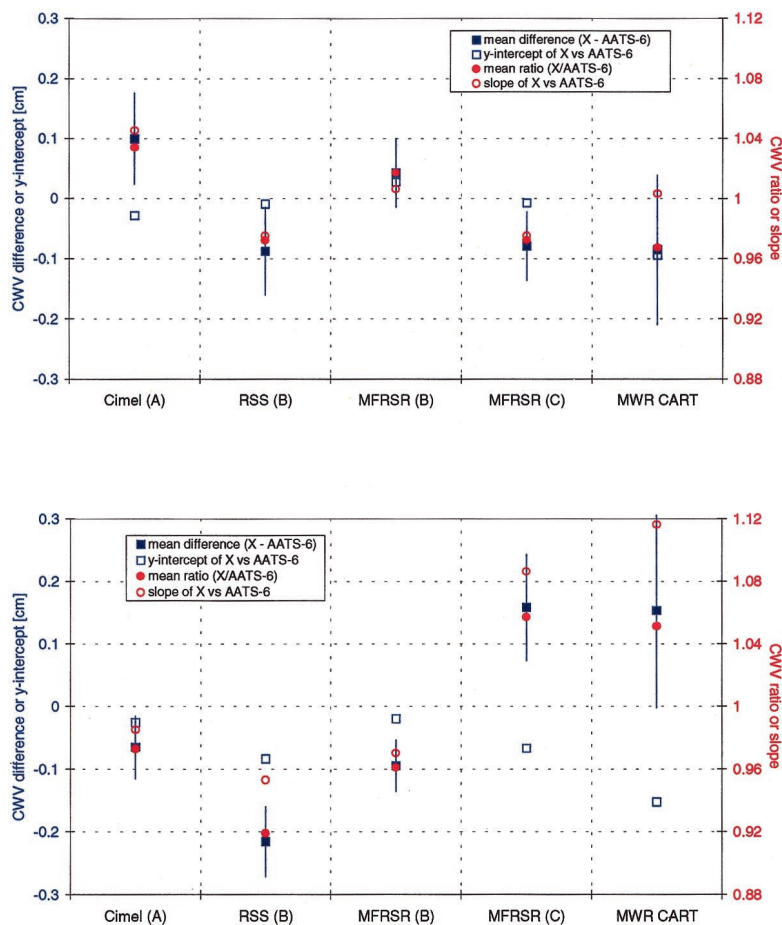 0.3
0.2
0.1
0
-0.1
-0.2
-0.3
CWV difference or y-intercept [cm]
mean difference (X - AATS-6)
y-intercept of X vs AATS-6
mean ratio (X/AATS-6)
slope of X vs AATS-6
1.12
1.08
1.04
1
0.96
0.92
0.88
CWV ratio or slope
Cimel (A) RSS (B) MFRSR (B) MFRSR (C) MWR CART
0.3
0.2
0.1
0
-0.1
-0.2
-0.3
CWV difference or y-intercept [cm]
mean difference (X - AATS-6)
y-intercept of X vs AATS-6
mean ratio (X/AATS-6)
slope of X vs AATS-6
1.12
1.08
1.04
1
0.96
0.92
0.88
CWV ratio or slope
Cimel (A) RSS (B) MFRSR (B) MFRSR (C) MWR CART